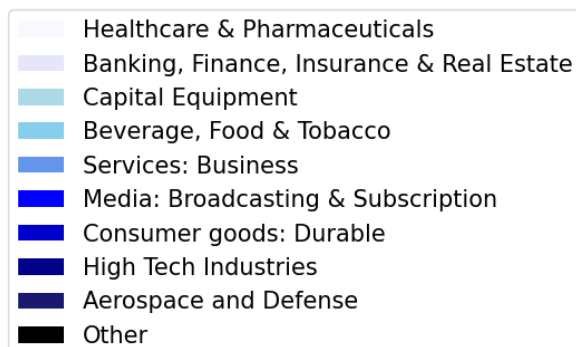 Healthcare & Pharmaceuticals
Banking, Finance, Insurance & Real Estate
Capital Equipment
Beverage, Food & Tobacco
Services: Business
Media: Broadcasting & Subscription
Consumer goods: Durable
High Tech Industries
Aerospace and Defense
Other